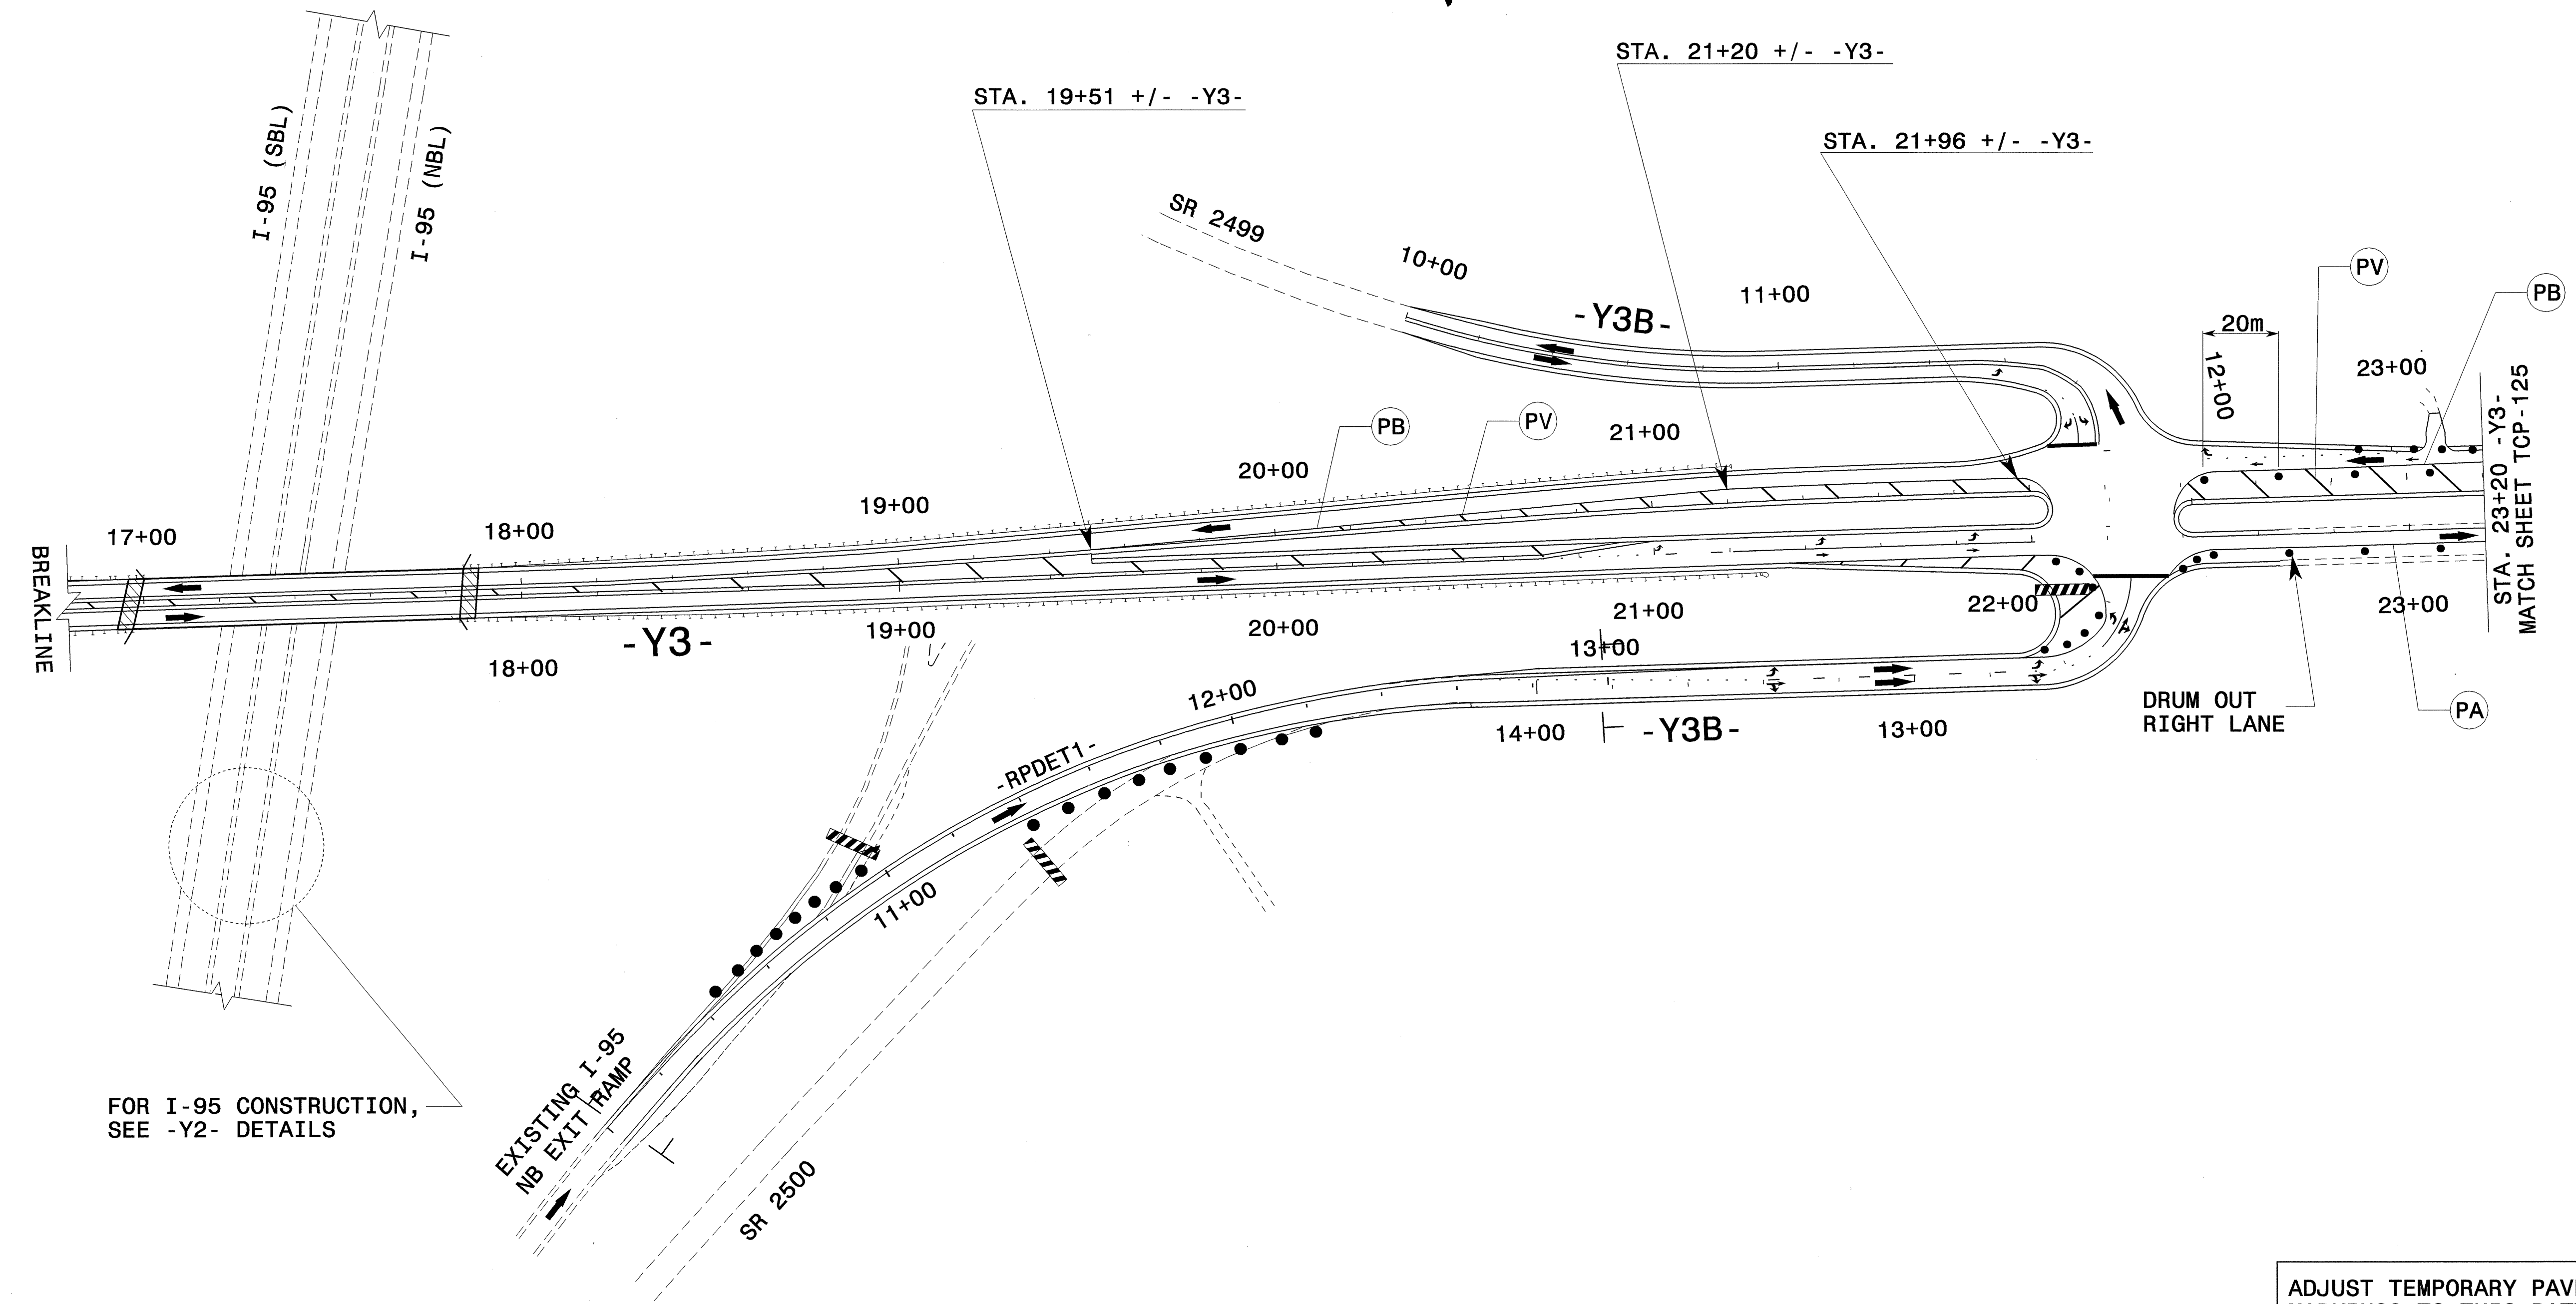 STA. 21+20 +/- -Y3-
STA. 19+51 +/- -Y3-
STA. 21+96 +/- -Y3-
I-95 (SBL)
I-95 (NBL)
SR 2499
10+00
11+00
-Y3B-
PV
PB
20m
12+00
23+00
PB
PV
21+00
20+00
19+00
18+00
17+00
BREAKLINE
STA. 23+20 -Y3-
MATCH SHEET TCP-125
18+00
-Y3-
19+00
20+00
21+00
22+00
23+00
13+00
12+00
14+00
-Y3B-
13+00
DRUM OUT
RIGHT LANE
PA
-RPDET1-
11+00
EXISTING I-95
NB EXIT RAMP
SR 2500
FOR I-95 CONSTRUCTION,
SEE -Y2- DETAILS
ADJUST TEMPORARY PAV